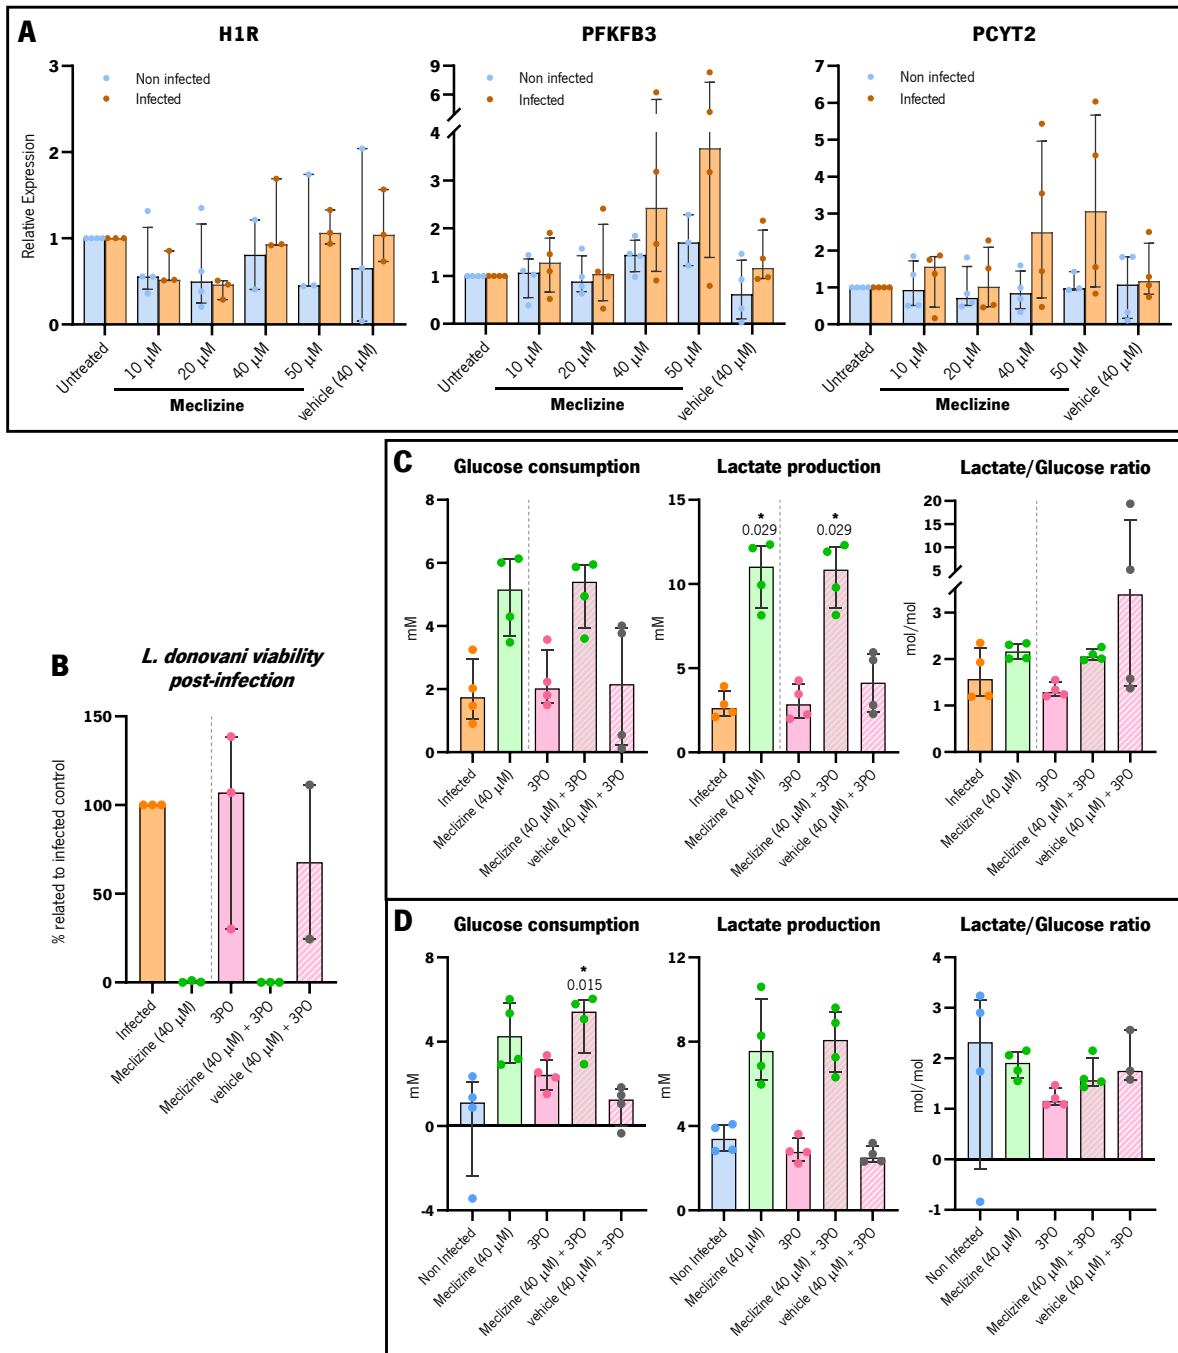 A
H1R
PFKFB3
PCYT2
Relative Expression
3
2
1
0
Non infected
Infected
Untreated
10 µM
20 µM
40 µM
50 µM
vehicle (40 µM)
Meclizine
9
6
4
3
2
1
0
Non infected
Infected
Untreated
10 µM
20 µM
40 µM
50 µM
vehicle (40 µM)
Meclizine
7
6
5
4
3
2
1
0
Non infected
Infected
Untreated
10 µM
20 µM
40 µM
50 µM
vehicle (40 µM)
Meclizine
B
L. donovani viability
post-infection
% related to infected control
150
100
50
0
Infected
Meclizine (40 µM)
3PO
Meclizine (40 µM) + 3PO
vehicle (40 µM) + 3PO
C
Glucose consumption
mM
8
6
4
2
0
Infected
Meclizine (40 µM)
3PO
Meclizine (40 µM) + 3PO
vehicle (40 µM) + 3PO
Lactate production
mM
15
10
5
0
*
0.029
*
0.029
Infected
Meclizine (40 µM)
3PO
Meclizine (40 µM) + 3PO
vehicle (40 µM) + 3PO
Lactate/Glucose ratio
mol/mol
20
15
10
5
3
2
1
0
Infected
Meclizine (40 µM)
3PO
Meclizine (40 µM) + 3PO
vehicle (40 µM) + 3PO
D
Glucose consumption
mM
8
4
0
-4
*
0.015
Non Infected
Meclizine (40 µM)
3PO
Meclizine (40 µM) + 3PO
vehicle (40 µM) + 3PO
Lactate production
mM
12
8
4
0
Non Infected
Meclizine (40 µM)
3PO
Meclizine (40 µM) + 3PO
vehicle (40 µM) + 3PO
Lactate/Glucose ratio
mol/mol
4
3
2
1
0
-1
Non Infected
Meclizine (40 µM)
3PO
Meclizine (40 µM) + 3PO
vehicle (40 µM) + 3PO